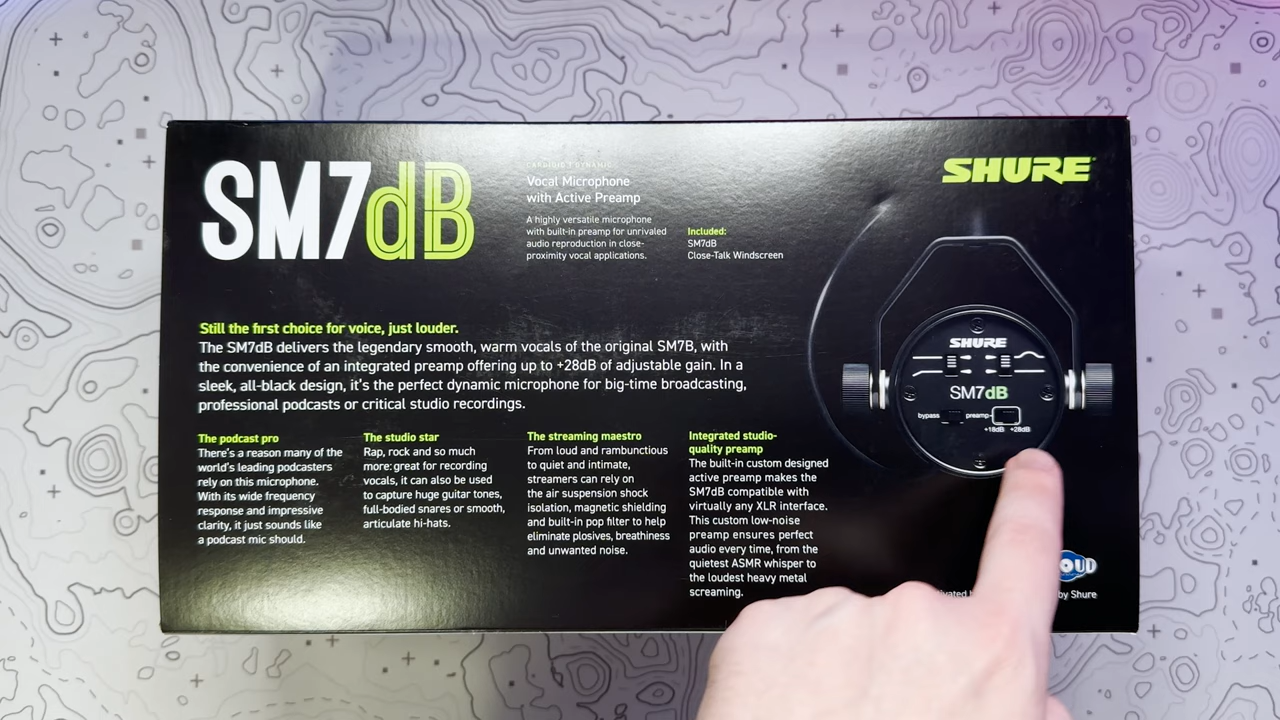 SM7dB
CARDIOID DYNAMIC
Vocal Microphone
with Active Preamp
A highly versatile microphone
with built-in preamp for unrivaled
audio reproduction in close-
proximity vocal applications.
Included:
SM7dB
Close-Talk Windscreen
SHURE
Still the first choice for voice, just louder.
The SM7dB delivers the legendary smooth, warm vocals of the original SM7B, with
the convenience of an integrated preamp offering up to +28dB of adjustable gain. In a
sleek, all-black design, it's the perfect dynamic microphone for big-time broadcasting,
professional podcasts or critical studio recordings.
The podcast pro
There's a reason many of the
world's leading podcasters
rely on this microphone.
With its wide frequency
response and impressive
clarity, it just sounds like
a podcast mic should.
The studio star
Rap, rock and so much
more: great for recording
vocals, it can also be used
to capture huge guitar tones,
full-bodied snares or smooth,
articulate hi-hats.
The streaming maestro
From loud and rambunctious
to quiet and intimate,
streamers can rely on
the air suspension shock
isolation, magnetic shielding
and built-in pop filter to help
eliminate plosives, breathiness
and unwanted noise.
Integrated studio-
quality preamp
The built-in custom designed
active preamp makes the
SM7dB compatible with
virtually any XLR interface.
This custom low-noise
preamp ensures perfect
audio every time, from the
quietest ASMR whisper to
the loudest heavy metal
screaming.
SHURE
SM7dB
bypass preamp
+18dB +28dB
OUD
by Shure